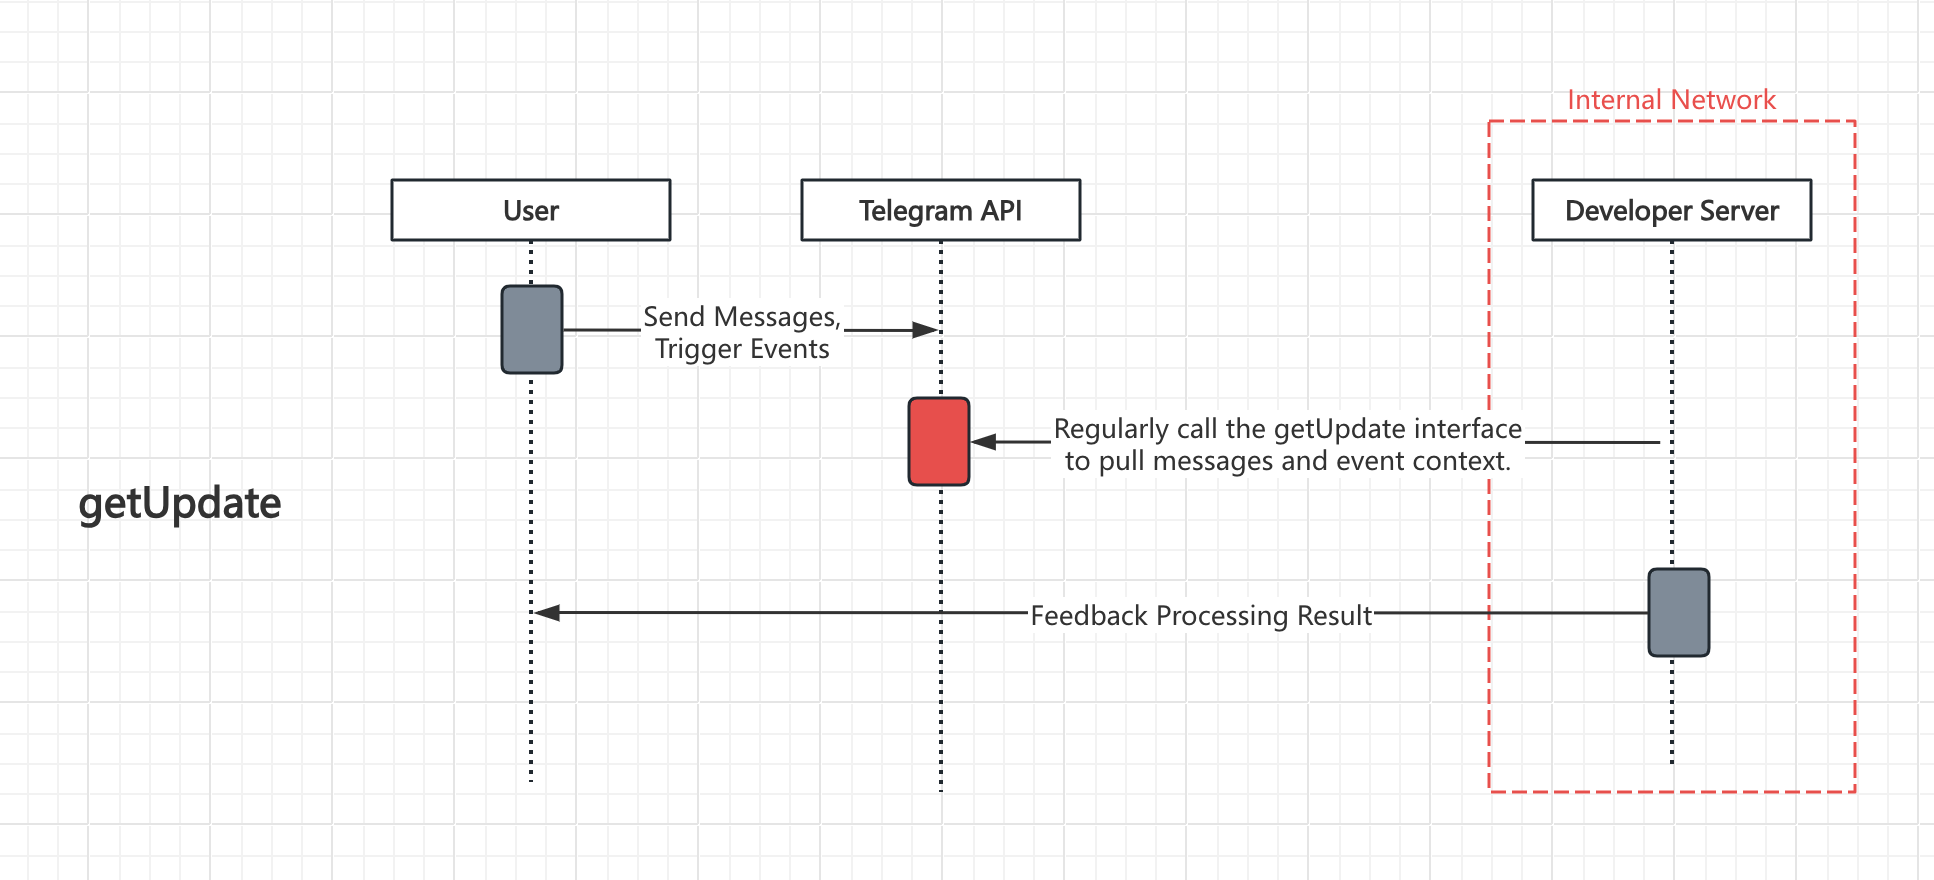 Internal Network
User
Telegram API
Developer Server
Send Messages,
Trigger Events
Regularly call the getUpdate interface
to pull messages and event context.
getUpdate
Feedback Processing Result